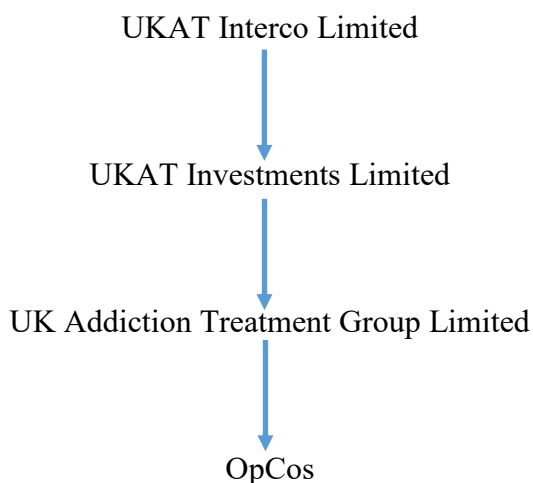 UKAT Interco Limited
UKAT Investments Limited
UK Addiction Treatment Group Limited
OpCos